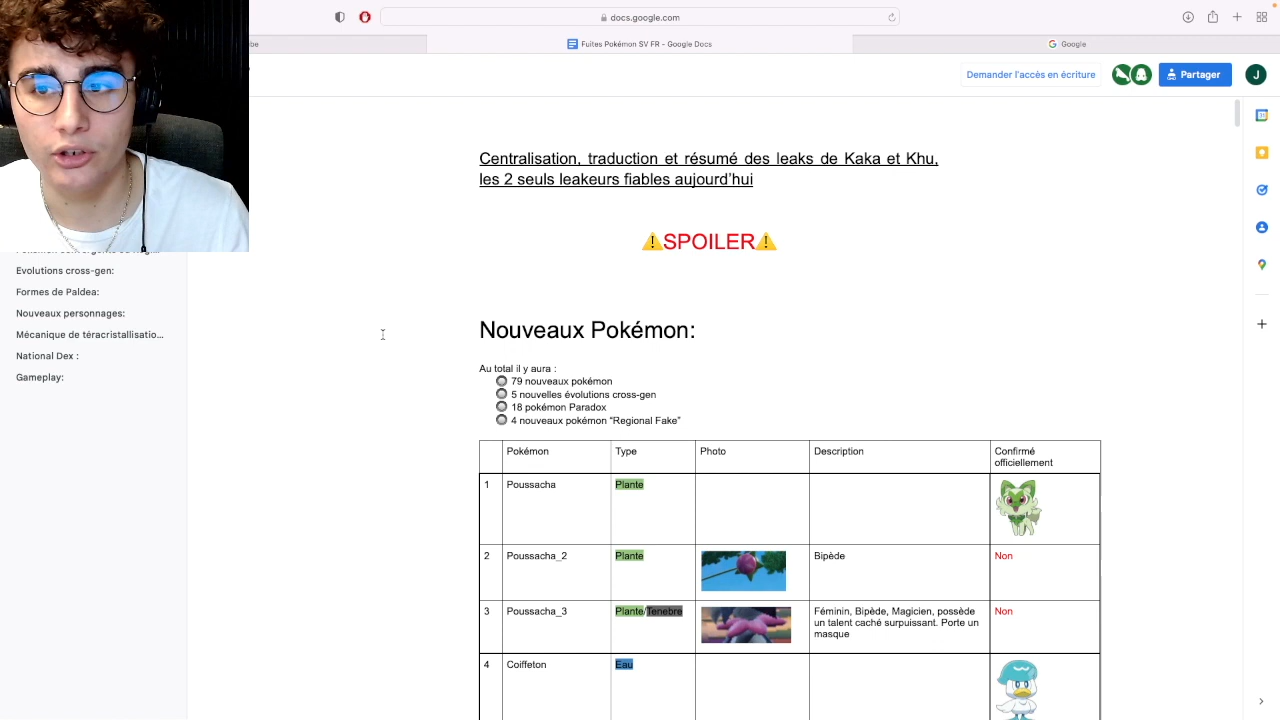 docs.google.com
be
Fuites Pokémon SV FR - Google Docs
Google
Demander l'accès en écriture
Partager
J
Centralisation, traduction et résumé des leaks de Kaka et Khu,
les 2 seuls leakeurs fiables aujourd'hui
⚠️SPOILER⚠️
Evolutions cross-gen:
Formes de Paldea:
Nouveaux personnages:
Mécanique de téracristallisatio...
National Dex :
Gameplay:
Nouveaux Pokémon:
Au total il y aura :
79 nouveaux pokémon
5 nouvelles évolutions cross-gen
18 pokémon Paradox
4 nouveaux pokémon “Regional Fake”
Pokémon Type Photo Description Confirmé
officiellement
1 Poussacha Plante
2 Poussacha_2 Plante Bipède Non
3 Poussacha_3 Plante/Tenebre Féminin, Bipède, Magicien, possède Non
un talent caché surpuissant. Porte un
masque
4 Coiffeton Eau